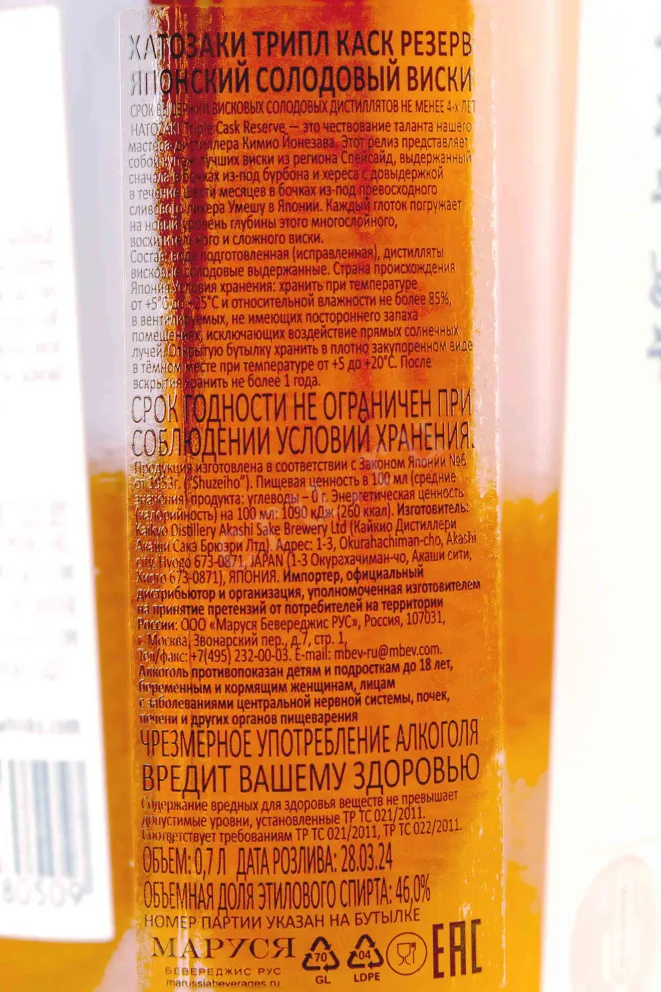 ХАТОЗАКИ ТРИПЛ КАСК РЕЗЕРВ
ЯПОНСКИЙ СОЛОДОВЫЙ ВИСКИ
СРОК ВЫДЕРЖКИ ВИСКОВЫХ СОЛОДОВЫХ ДИСТИЛЛЯТОВ НЕ МЕНЕЕ 4-х ЛЕТ
HATOZAKI Triple Cask Reserve — это чествование таланта нашего
мастера дистиллера Кимио Йонезава. Этот релиз представляет
собой купаж лучших виски из региона Спейсайд, выдержанный
сначала в бочках из-под бурбона и хереса с довыдержкой
в течение шести месяцев в бочках из-под превосходного
сливового ликера Умешу в Японии. Каждый глоток погружает
на новый уровень глубины этого многослойного,
восхитительного и сложного виски.
Состав: вода подготовленная (исправленная), дистилляты
висковые солодовые выдержанные. Страна происхождения
Япония. Условия хранения: хранить при температуре
от +5°C до +25°C и относительной влажности не более 85%,
в вентилируемых, не имеющих постороннего запаха
помещениях, исключающих воздействие прямых солнечных
лучей. Открытую бутылку хранить в плотно закупоренном виде
в тёмном месте при температуре от +5 до +20°C. После
вскрытия хранить не более 1 года.
СРОК ГОДНОСТИ НЕ ОГРАНИЧЕН ПРИ
СОБЛЮДЕНИИ УСЛОВИЙ ХРАНЕНИЯ.
Продукция изготовлена в соответствии с Законом Японии №6
от 1953г. ("Shuzeiho"). Пищевая ценность в 100 мл (средние
значения) продукта: углеводы – 0 г. Энергетическая ценность
(калорийность) на 100 мл: 1090 кДж (260 ккал). Изготовитель:
Kaikyo Distillery Akashi Sake Brewery Ltd (Кайкио Дистиллери
Акаши Сакэ Брюэри Лтд). Адрес: 1-3, Okurahachiman-cho, Akashi
city, Hyogo 673-0871, JAPAN (1-3 Окурахачиман-чо, Акаши сити,
Хиого 673-0871), ЯПОНИЯ. Импортер, официальный
дистрибьютор и организация, уполномоченная изготовителем
на принятие претензий от потребителей на территории
России: ООО «Маруся Бевереджис РУС», Россия, 107031,
г. Москва, Звонарский пер., д.7, стр. 1,
Тел/факс: +7(495) 232-00-03. E-mail: mbev-ru@mbev.com.
Алкоголь противопоказан детям и подросткам до 18 лет,
беременным и кормящим женщинам, лицам
с заболеваниями центральной нервной системы, почек,
печени и других органов пищеварения
ЧРЕЗМЕРНОЕ УПОТРЕБЛЕНИЕ АЛКОГОЛЯ
ВРЕДИТ ВАШЕМУ ЗДОРОВЬЮ
Содержание вредных для здоровья веществ не превышает
допустимые уровни, установленные ТР ТС 021/2011.
Соответствует требованиям ТР ТС 021/2011, ТР ТС 022/2011.
ОБЪЕМ: 0,7 Л ДАТА РОЗЛИВА: 28.03.24
ОБЪЕМНАЯ ДОЛЯ ЭТИЛОВОГО СПИРТА: 46,0%
НОМЕР ПАРТИИ УКАЗАН НА БУТЫЛКЕ
МАРУСЯ
БЕВЕРЕДЖИС РУС
marussiabeverages.ru
70
GL
04
LDPE
EAC
80509